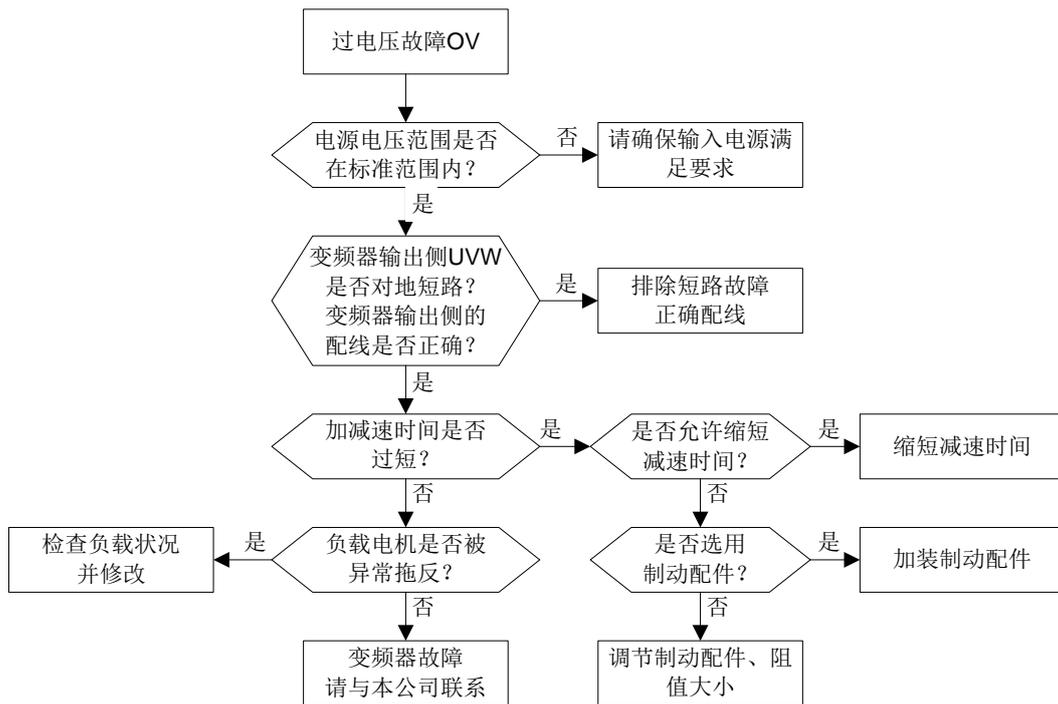 过电压故障OV
电源电压范围是否
在标准范围内？
否
请确保输入电源满
足要求
是
变频器输出侧UVW
是否对地短路？
变频器输出侧的
配线是否正确？
是
排除短路故障
正确配线
是
加减速时间是否
过短？
是
是否允许缩短
减速时间？
是
缩短减速时间
否
否
检查负载状况
并修改
是
负载电机是否被
异常拖反？
是否选用
制动配件？
是
加装制动配件
否
否
变频器故障
请与本公司联系
调节制动配件、阻
值大小